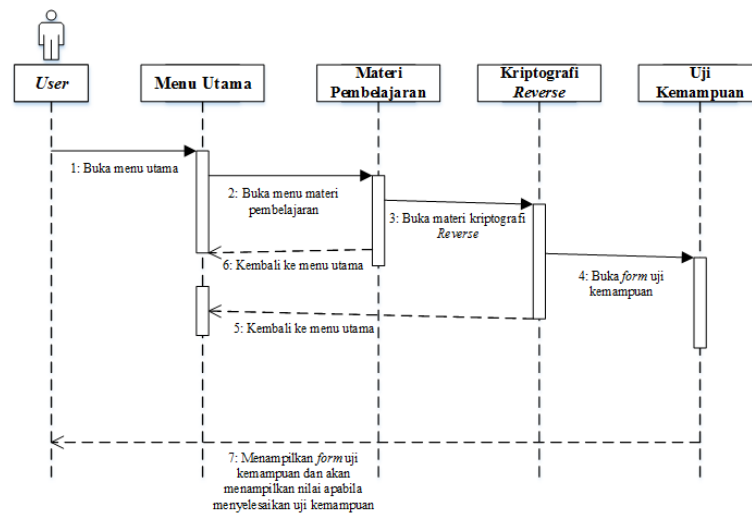 User
Menu Utama
Materi
Pembelajaran
Kriptografi
Reverse
Uji
Kemampuan
1: Buka menu utama
2: Buka menu materi
pembelajaran
3: Buka materi kriptografi
Reverse
6: Kembali ke menu utama
4: Buka form uji
kemampuan
5: Kembali ke menu utama
7: Menampilkan form uji
kemampuan dan akan
menampilkan nilai apabila
menyelesaikan uji kemampuan